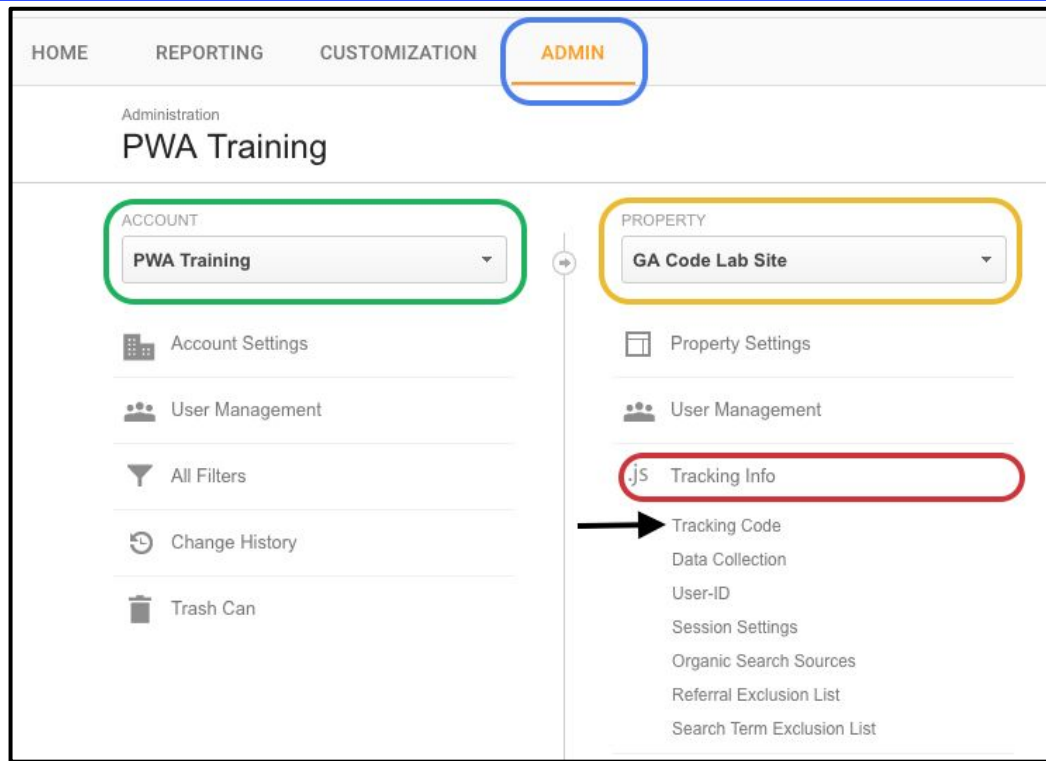 HOME REPORTING CUSTOMIZATION ADMIN
Administration
PWA Training
ACCOUNT
PWA Training
Account Settings
User Management
All Filters
Change History
Trash Can
PROPERTY
GA Code Lab Site
Property Settings
User Management
.js Tracking Info
Tracking Code
Data Collection
User-ID
Session Settings
Organic Search Sources
Referral Exclusion List
Search Term Exclusion List